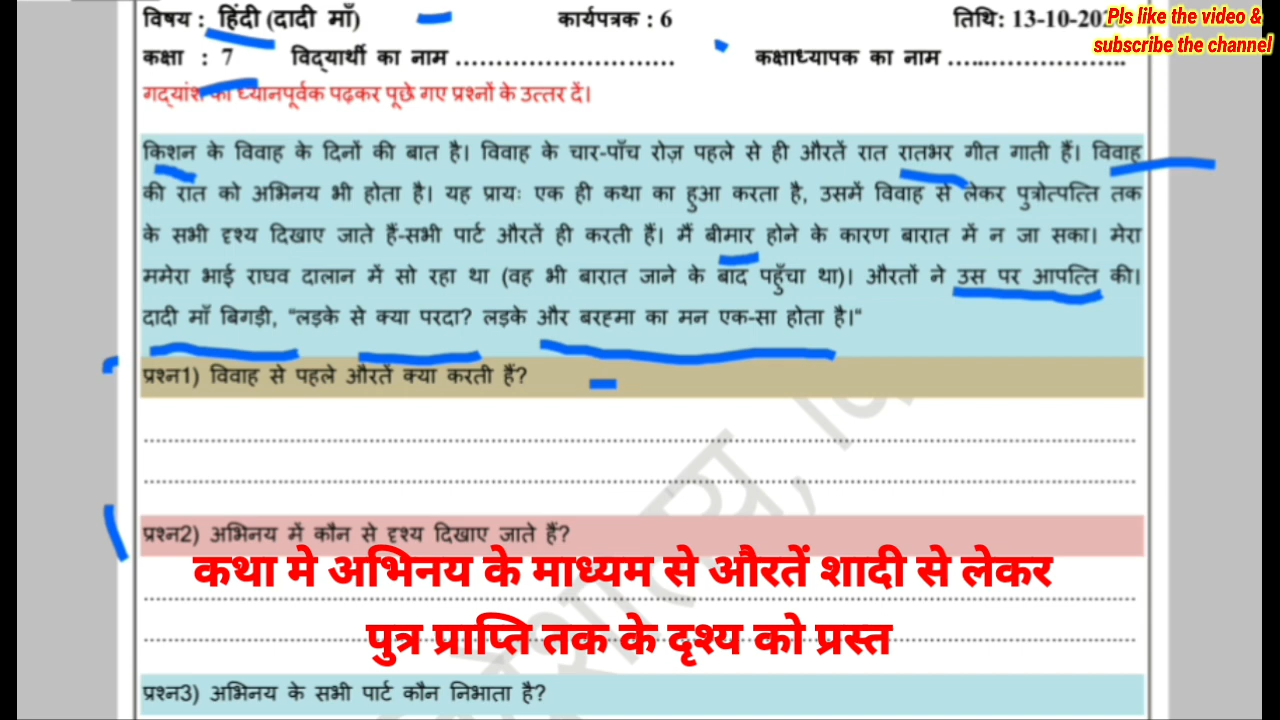 विषय : हिंदी (दादी माँ) कार्यपत्रक : 6 तिथि: 13-10-202
Pls like the video &
subscribe the channel
कक्षा : 7 विद्यार्थी का नाम ............................ कक्षाध्यापक का नाम .......................
गद्यांश को ध्यानपूर्वक पढ़कर पूछे गए प्रश्नों के उत्तर दें।
किशन के विवाह के दिनों की बात है। विवाह के चार-पाँच रोज़ पहले से ही औरतें रात रातभर गीत गाती हैं। विवाह
की रात को अभिनय भी होता है। यह प्रायः एक ही कथा का हुआ करता है, उसमें विवाह से लेकर पुत्रोत्पत्ति तक
के सभी दृश्य दिखाए जाते हैं-सभी पार्ट औरतें ही करती हैं। मैं बीमार होने के कारण बारात में न जा सका। मेरा
ममेरा भाई राघव दालान में सो रहा था (वह भी बारात जाने के बाद पहुँचा था)। औरतों ने उस पर आपत्ति की।
दादी माँ बिगड़ी, "लड़के से क्या परदा? लड़के और बरह्मा का मन एक-सा होता है।"
प्रश्न1) विवाह से पहले औरतें क्या करती हैं?
प्रश्न2) अभिनय में कौन से दृश्य दिखाए जाते हैं?
कथा मे अभिनय के माध्यम से औरतें शादी से लेकर
पुत्र प्राप्ति तक के दृश्य को प्रस्त
प्रश्न3) अभिनय के सभी पार्ट कौन निभाता है?